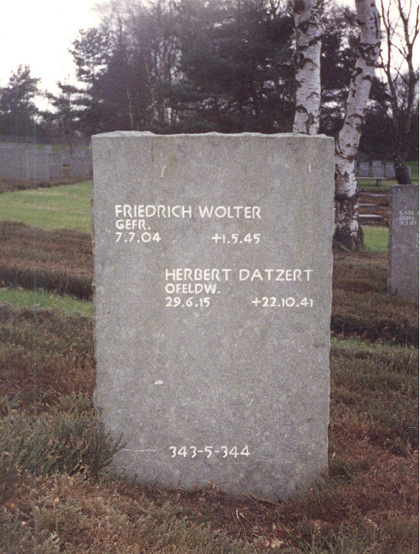 FRIEDRICH WOLTER
GEFR.
7.7.04 +1.5.45
HERBERT DATZERT
OFELDW.
29.6.15 +22.10.41
343-5-344